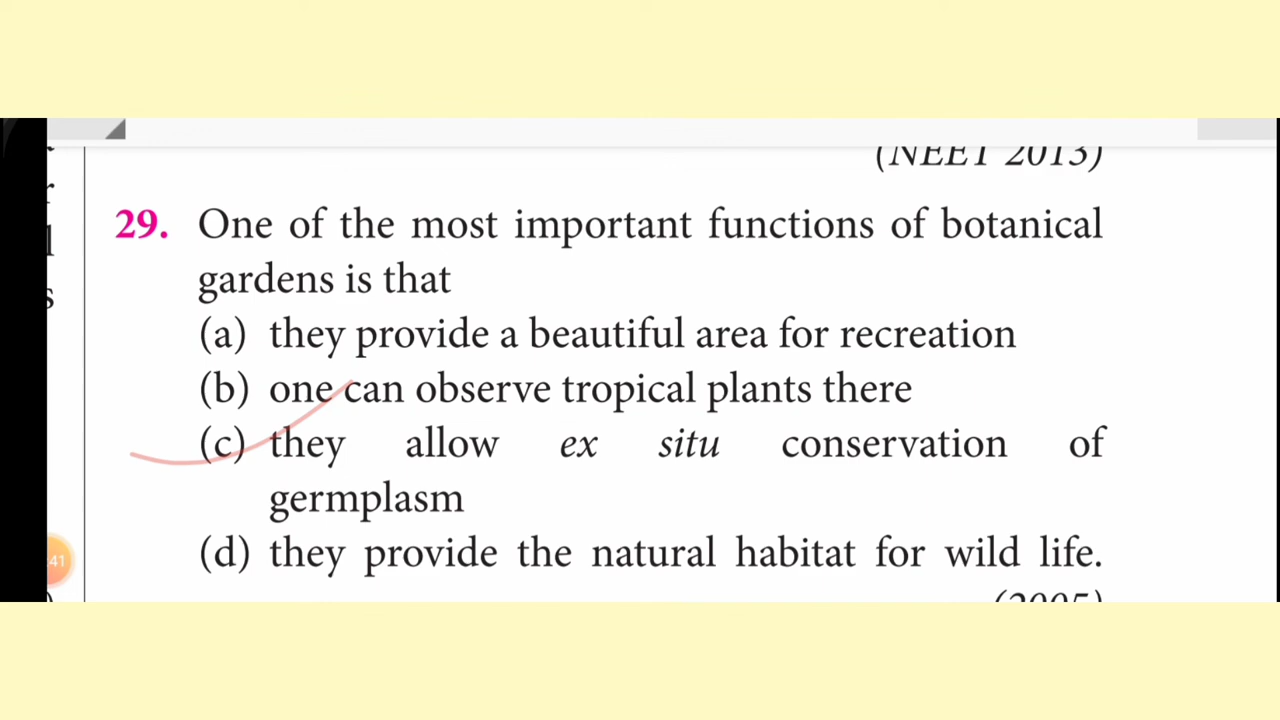 (NEET 2013)
29. One of the most important functions of botanical
gardens is that
(a) they provide a beautiful area for recreation
(b) one can observe tropical plants there
(c) they allow ex situ conservation of
germplasm
(d) they provide the natural habitat for wild life.
(2005)
41